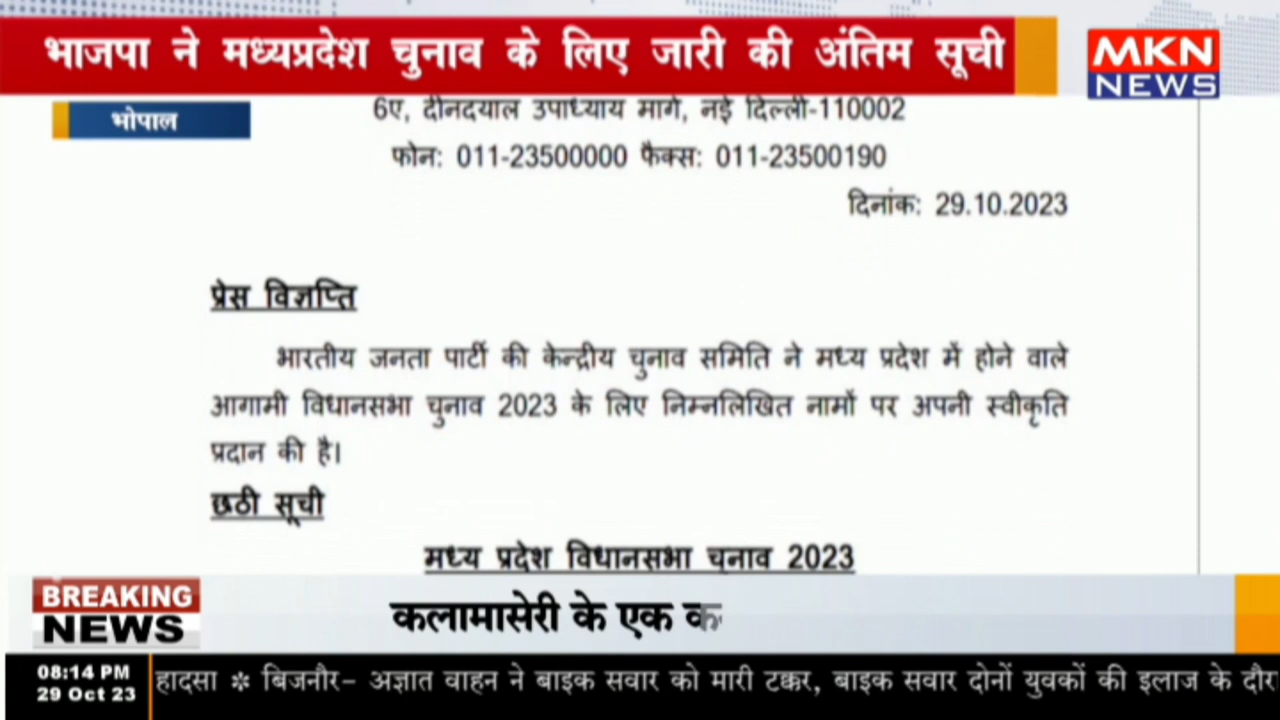 भाजपा ने मध्यप्रदेश चुनाव के लिए जारी की अंतिम सूची
MKN
NEWS
भोपाल
6ए, दीनदयाल उपाध्याय मार्ग, नई दिल्ली-110002
फोन: 011-23500000 फैक्स: 011-23500190
दिनांक: 29.10.2023
प्रेस विज्ञप्ति
भारतीय जनता पार्टी की केन्द्रीय चुनाव समिति ने मध्य प्रदेश में होने वाले
आगामी विधानसभा चुनाव 2023 के लिए निम्नलिखित नामों पर अपनी स्वीकृति
प्रदान की है।
छठी सूची
मध्य प्रदेश विधानसभा चुनाव 2023
BREAKING
NEWS
कलामासेरी के एक
08:14 PM
29 Oct 23
हादसा * बिजनौर– अज्ञात वाहन ने बाइक सवार को मारी टक्कर, बाइक सवार दोनों युवकों की इलाज के दौर